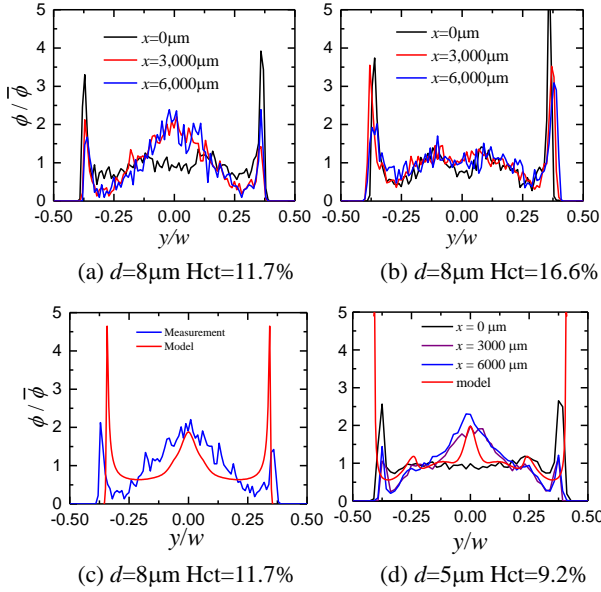 5
4
3
2
1
0
ϕ / ϕ̅
x=0μm
x=3,000μm
x=6,000μm
-0.50 -0.25 0.00 0.25 0.50
y/w
(a) d=8μm Hct=11.7%
5
4
3
2
1
0
x=0μm
x=3,000μm
x=6,000μm
-0.50 -0.25 0.00 0.25 0.50
y/w
(b) d=8μm Hct=16.6%
5
4
3
2
1
0
ϕ / ϕ̅
Measurement
Model
-0.50 -0.25 0.00 0.25 0.50
y/w
(c) d=8μm Hct=11.7%
5
4
3
2
1
0
x = 0 μm
x = 3000 μm
x = 6000 μm
model
-0.50 -0.25 0.00 0.25 0.50
y/w
(d) d=5μm Hct=9.2%